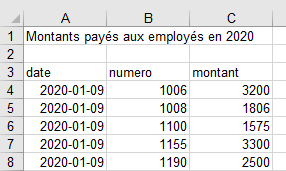 A B C
1 Montants payés aux employés en 2020
2
3 date numero montant
4 2020-01-09 1006 3200
5 2020-01-09 1008 1806
6 2020-01-09 1100 1575
7 2020-01-09 1155 3300
8 2020-01-09 1190 2500